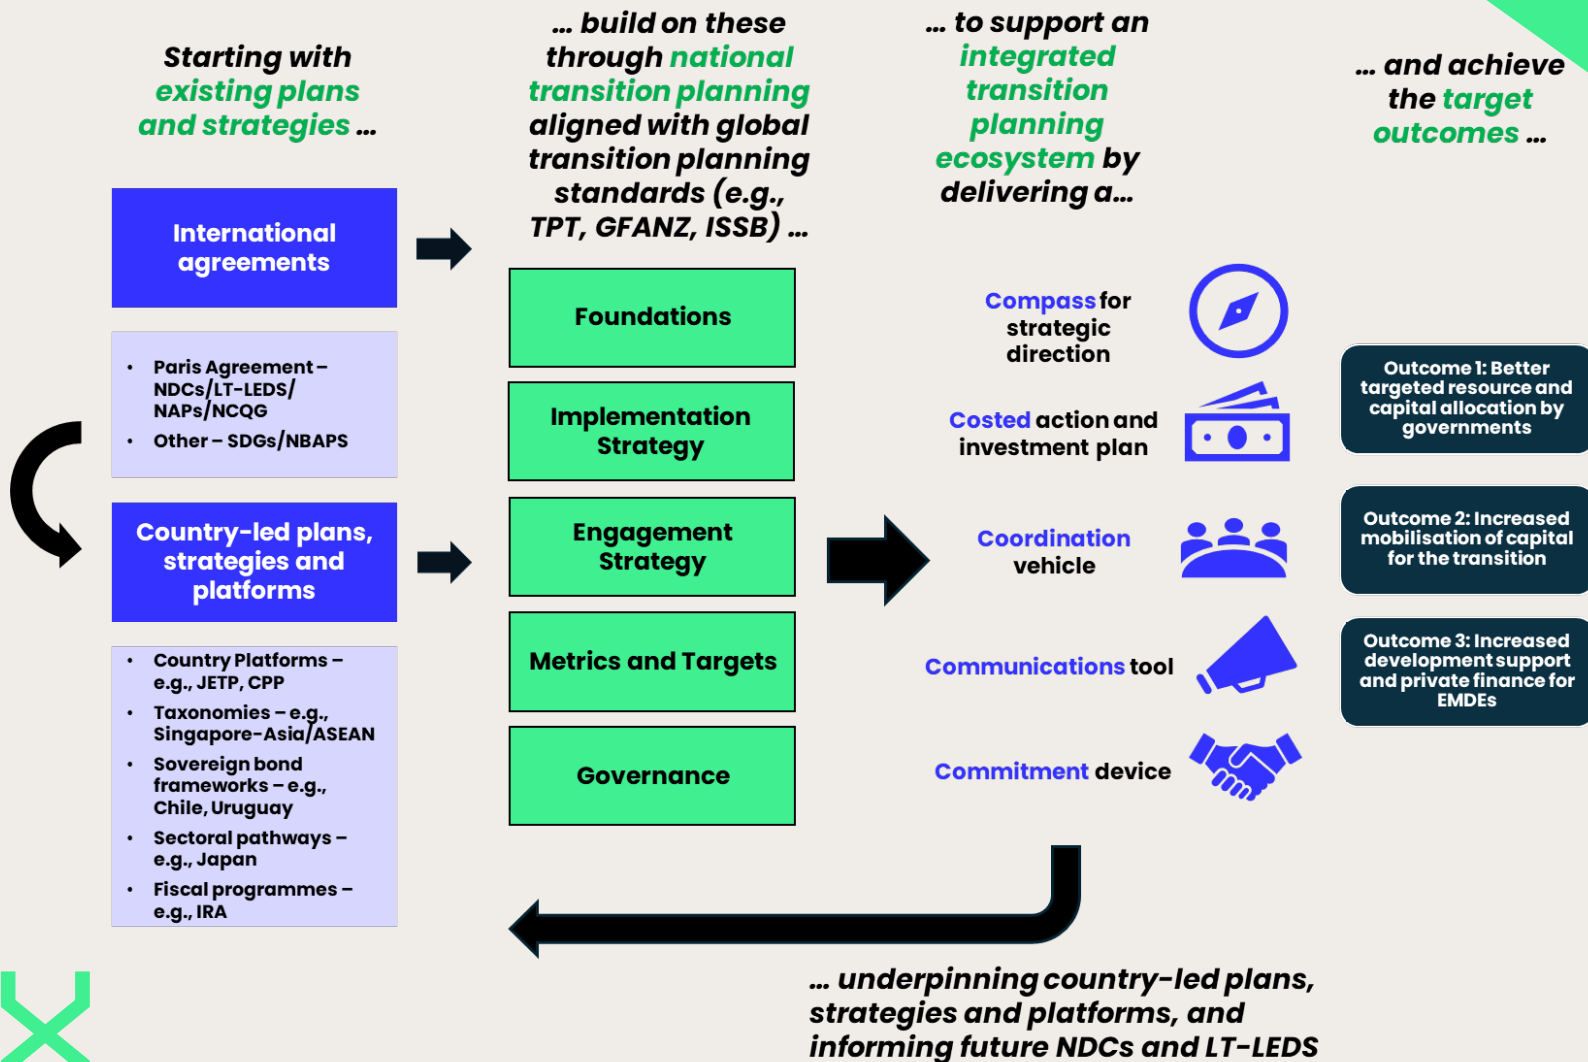 Starting with
existing plans
and strategies ...
International
agreements
• Paris Agreement –
NDCs/LT-LEDS/
NAPs/NCQG
• Other – SDGs/NBAPS
Country-led plans,
strategies and
platforms
• Country Platforms –
e.g., JETP, CPP
• Taxonomies – e.g.,
Singapore-Asia/ASEAN
• Sovereign bond
frameworks – e.g.,
Chile, Uruguay
• Sectoral pathways –
e.g., Japan
• Fiscal programmes –
e.g., IRA
... build on these
through national
transition planning
aligned with global
transition planning
standards (e.g.,
TPT, GFANZ, ISSB) ...
Foundations
Implementation
Strategy
Engagement
Strategy
Metrics and Targets
Governance
... to support an
integrated
transition
planning
ecosystem by
delivering a...
Compass for
strategic
direction
Costed action and
investment plan
Coordination
vehicle
Communications tool
Commitment device
... and achieve
the target
outcomes ...
Outcome 1: Better
targeted resource and
capital allocation by
governments
Outcome 2: Increased
mobilisation of capital
for the transition
Outcome 3: Increased
development support
and private finance for
EMDEs
... underpinning country-led plans,
strategies and platforms, and
informing future NDCs and LT-LEDS